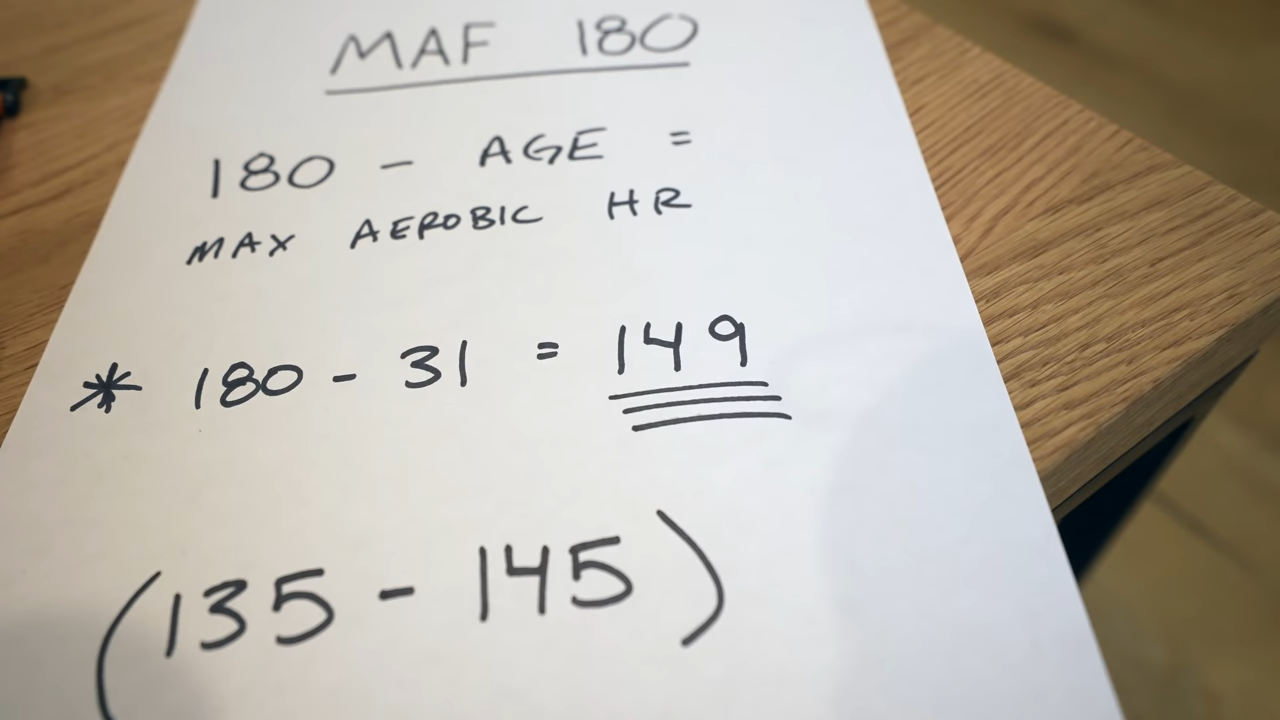 MAF 180
180 - AGE =
MAX AEROBIC HR
* 180 - 31 = 149
(135 - 145)